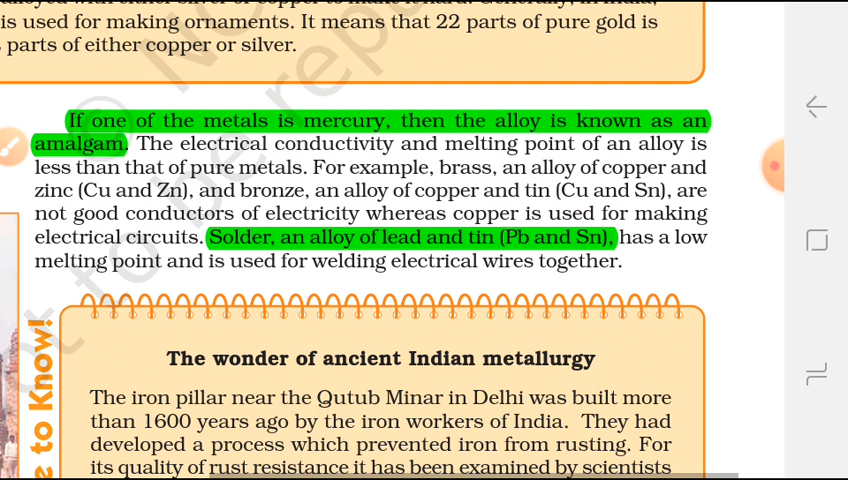 is used for making ornaments. It means that 22 parts of pure gold is
parts of either copper or silver.
If one of the metals is mercury, then the alloy is known as an
amalgam. The electrical conductivity and melting point of an alloy is
less than that of pure metals. For example, brass, an alloy of copper and
zinc (Cu and Zn), and bronze, an alloy of copper and tin (Cu and Sn), are
not good conductors of electricity whereas copper is used for making
electrical circuits. Solder, an alloy of lead and tin (Pb and Sn), has a low
melting point and is used for welding electrical wires together.
e to Know!
The wonder of ancient Indian metallurgy
The iron pillar near the Qutub Minar in Delhi was built more
than 1600 years ago by the iron workers of India. They had
developed a process which prevented iron from rusting. For
its quality of rust resistance it has been examined by scientists